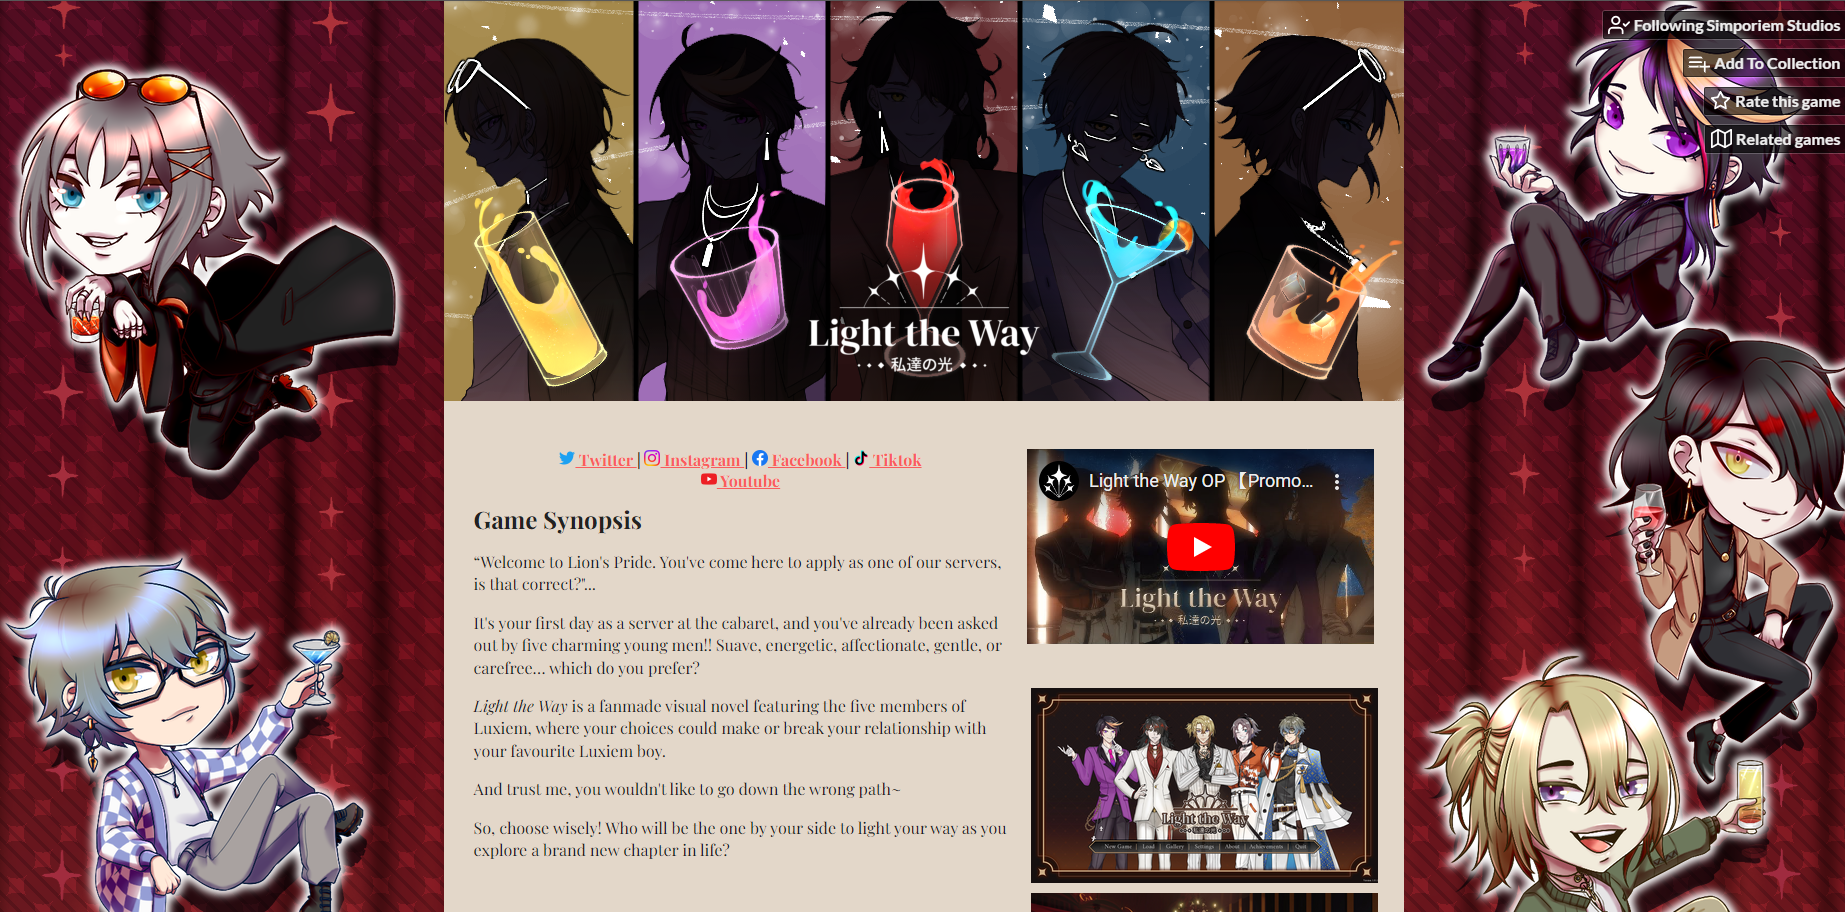 Following Simporiem Studios
Add To Collection
Rate this game
Related games
Light the Way
私達の光
Twitter | Instagram | Facebook | Tiktok
Youtube
Game Synopsis
“Welcome to Lion's Pride. You've come here to apply as one of our servers,
is that correct?"...
It's your first day as a server at the cabaret, and you've already been asked
out by five charming young men!! Suave, energetic, affectionate, gentle, or
carefree... which do you prefer?
Light the Way is a fanmade visual novel featuring the five members of
Luxiem, where your choices could make or break your relationship with
your favourite Luxiem boy.
And trust me, you wouldn't like to go down the wrong path~
So, choose wisely! Who will be the one by your side to light your way as you
explore a brand new chapter in life?
Light the Way OP 【Promo...
Light the Way
私達の光
Light the Way
私達の光
New Game | Load | Gallery | Settings | About | Achievements | Quit